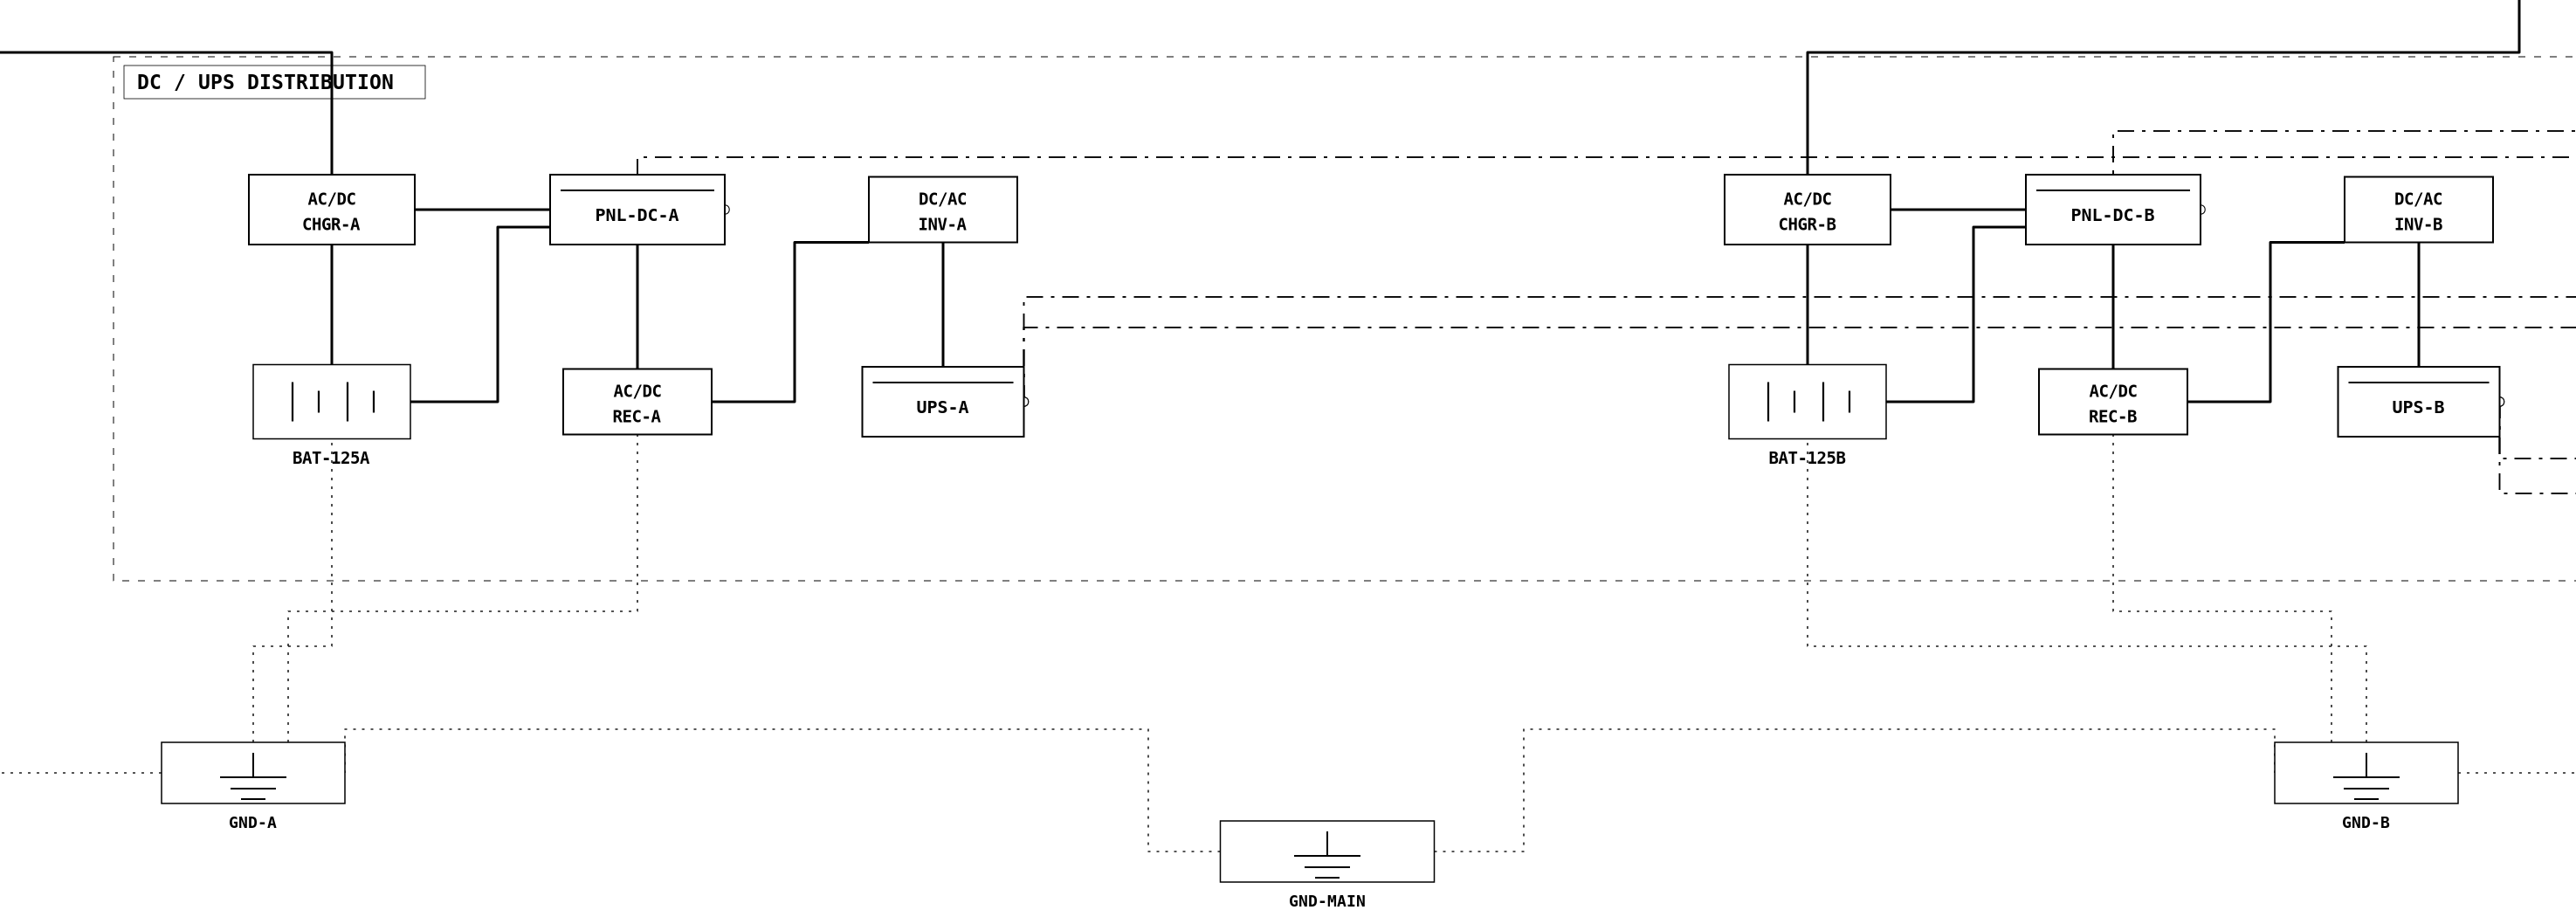 DC / UPS DISTRIBUTION
AC/DC
CHGR-A
PNL-DC-A
DC/AC
INV-A
AC/DC
CHGR-B
PNL-DC-B
DC/AC
INV-B
BAT-125A
AC/DC
REC-A
UPS-A
BAT-125B
AC/DC
REC-B
UPS-B
GND-A
GND-MAIN
GND-B